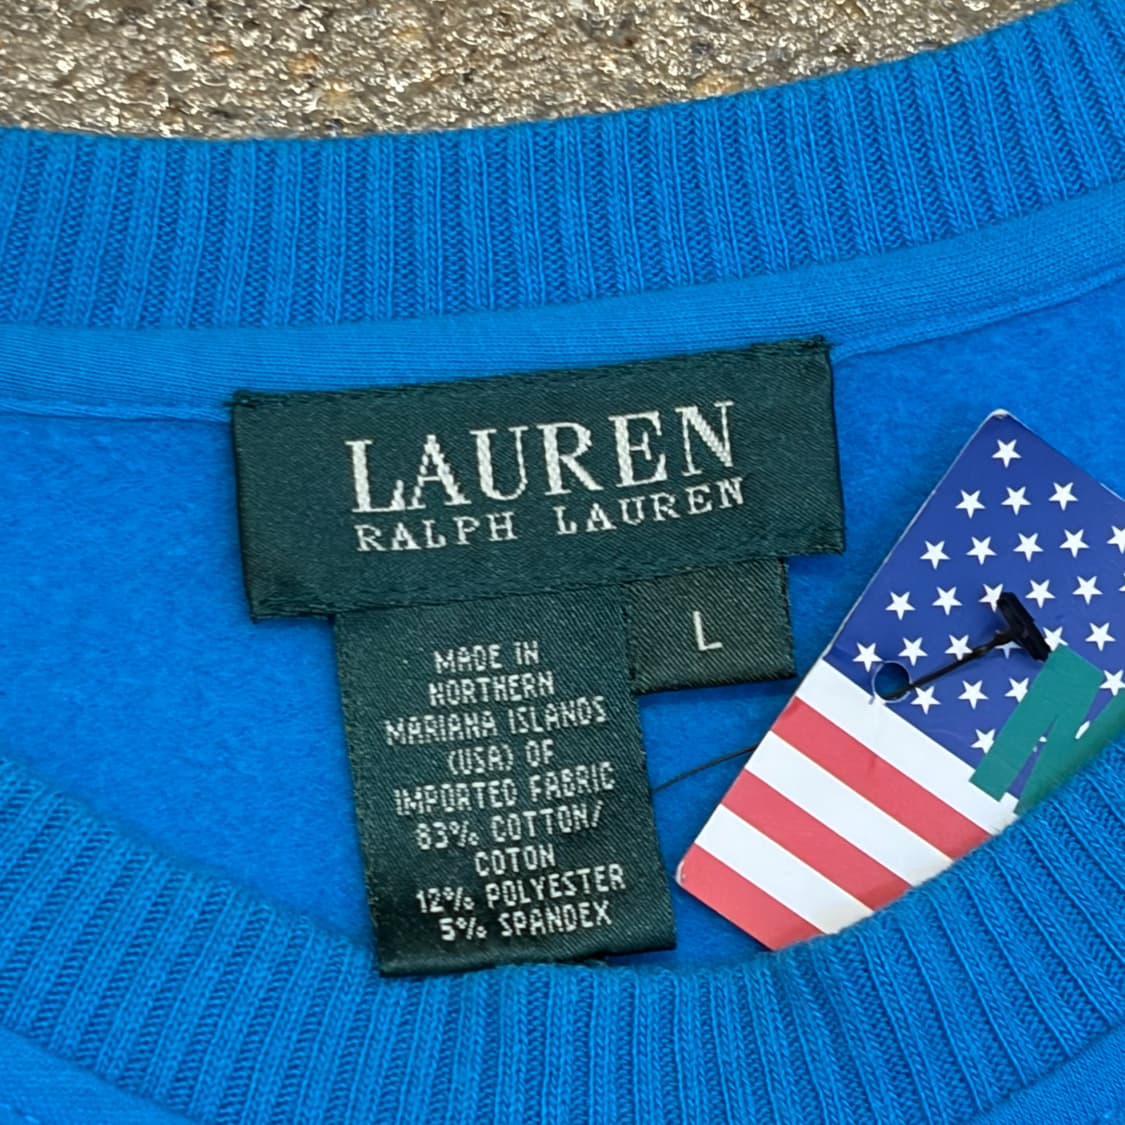 LAUREN
RALPH LAUREN
L
MADE IN
NORTHERN
MARIANA ISLANDS
(USA) OF
IMPORTED FABRIC
83% COTTON/
COTON
12% POLYESTER
5% SPANDEX